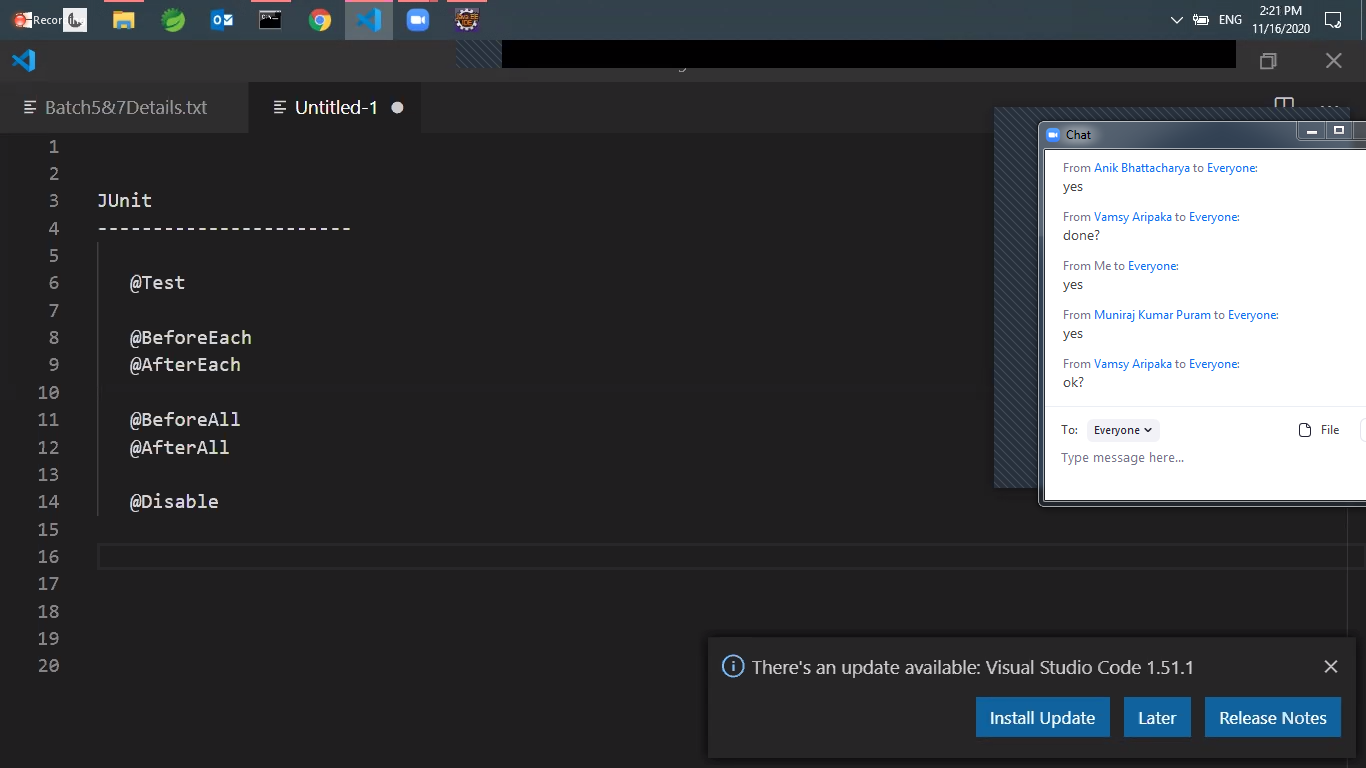 Recor
ENG
2:21 PM
11/16/2020
Batch5&7Details.txt
Untitled-1
1
2
3 JUnit
4 -----------------------
5
6 @Test
7
8 @BeforeEach
9 @AfterEach
10
11 @BeforeAll
12 @AfterAll
13
14 @Disable
15
16
17
18
19
20
Chat
From Anik Bhattacharya to Everyone:
yes
From Vamsy Aripaka to Everyone:
done?
From Me to Everyone:
yes
From Muniraj Kumar Puram to Everyone:
yes
From Vamsy Aripaka to Everyone:
ok?
To: Everyone File
Type message here...
There's an update available: Visual Studio Code 1.51.1
Install Update Later Release Notes